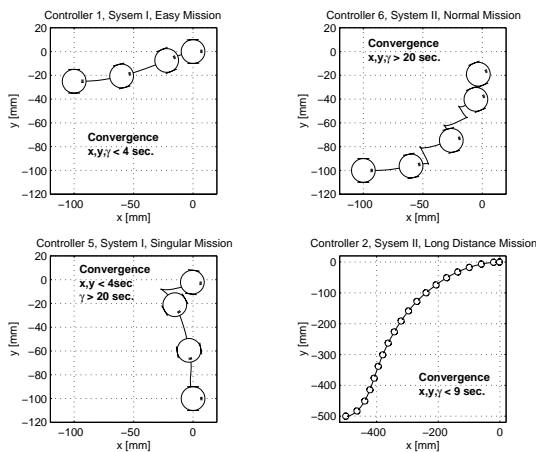 Controller 1, Sysem I, Easy Mission
20
0
−20
−40
−60
−80
−100
−120
y [mm]
Convergence
x,y,γ < 4 sec.
−100
−50
0
x [mm]
Controller 6, System II, Normal Mission
20
0
−20
−40
−60
−80
−100
−120
y [mm]
Convergence
x,y,γ > 20 sec.
−100
−50
0
x [mm]
Controller 5, System I, Singular Mission
20
0
−20
−40
−60
−80
−100
−120
y [mm]
Convergence
x,y < 4sec
γ > 20 sec.
−100
−50
0
x [mm]
Controller 2, Sysem II, Long Distance Mission
0
−100
−200
−300
−400
−500
y [mm]
Convergence
x,y,γ < 9 sec.
−400
−200
0
x [mm]